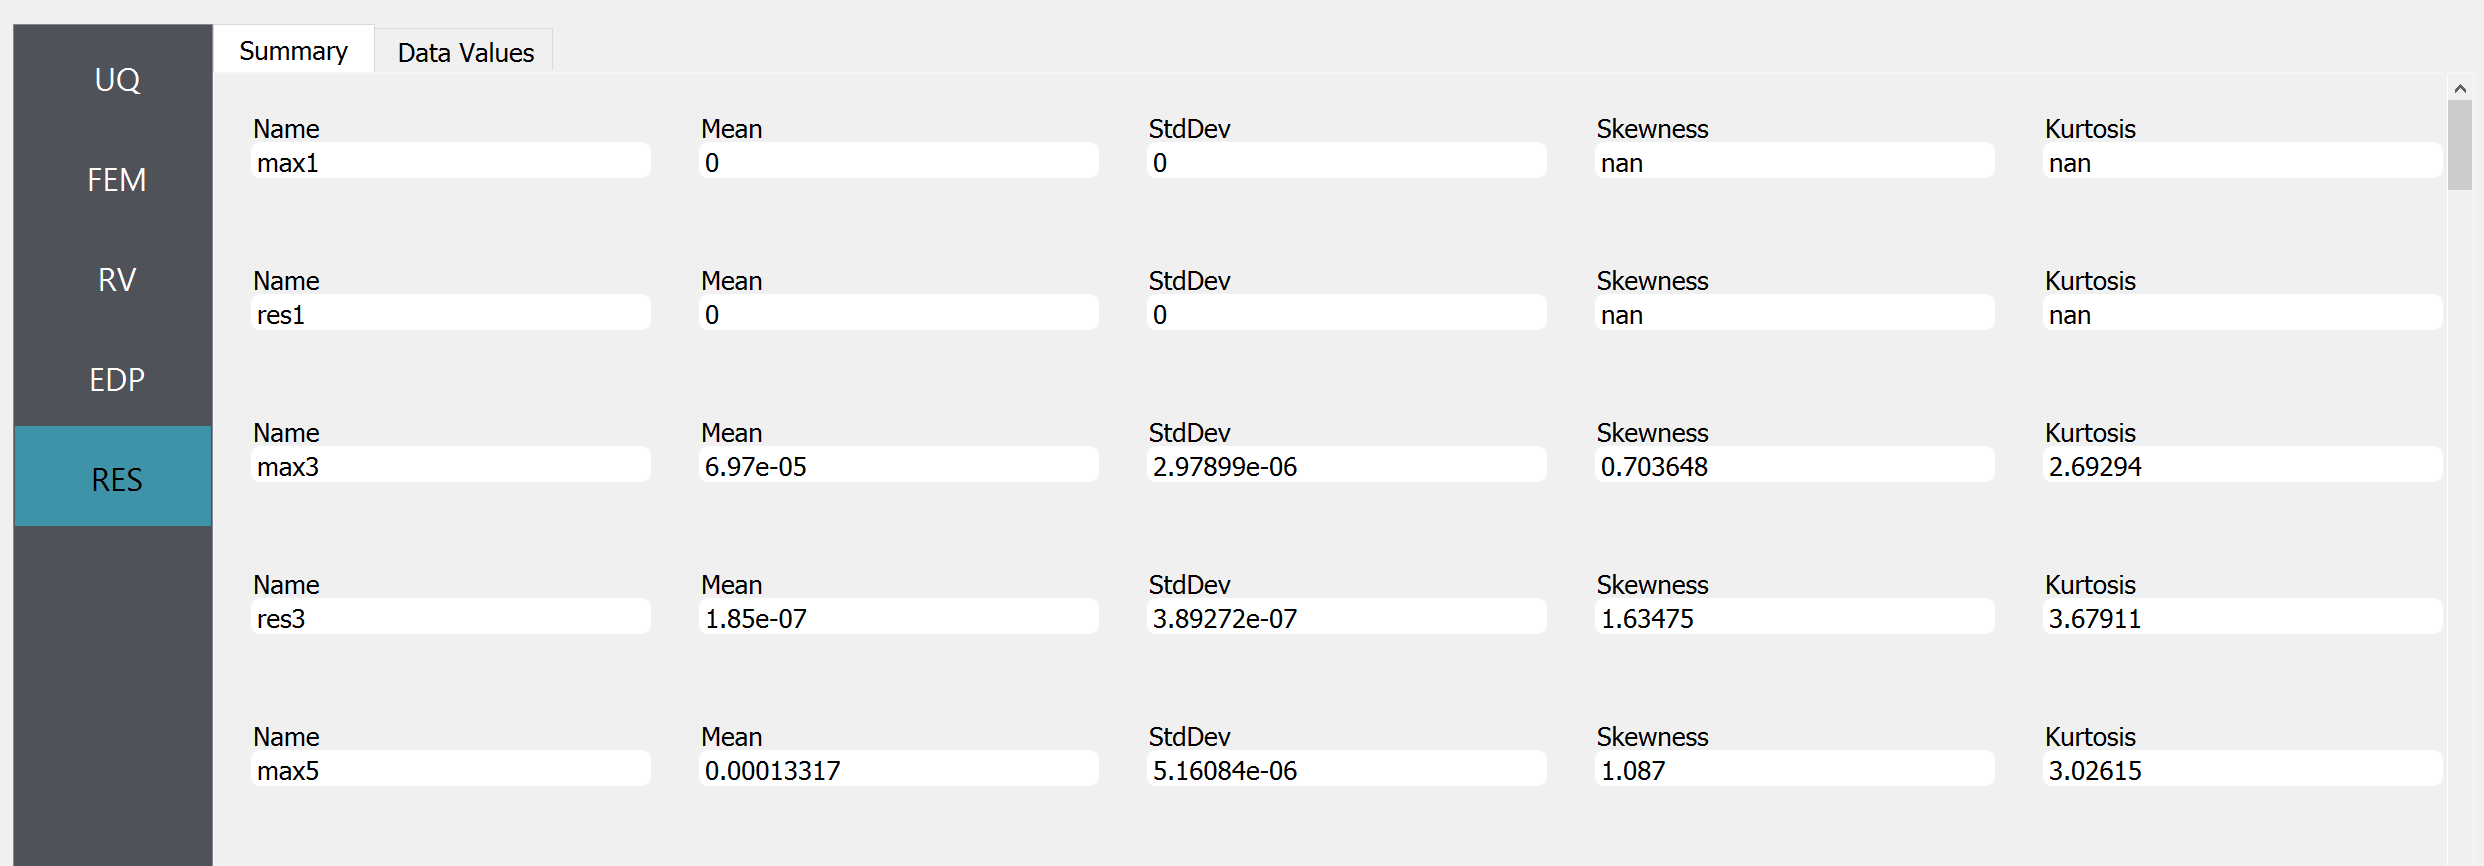 UQ
FEM
RV
EDP
RES
Summary Data Values
Name Mean StdDev Skewness Kurtosis
max1 0 0 nan nan
Name Mean StdDev Skewness Kurtosis
res1 0 0 nan nan
Name Mean StdDev Skewness Kurtosis
max3 6.97e-05 2.97899e-06 0.703648 2.69294
Name Mean StdDev Skewness Kurtosis
res3 1.85e-07 3.89272e-07 1.63475 3.67911
Name Mean StdDev Skewness Kurtosis
max5 0.00013317 5.16084e-06 1.087 3.02615